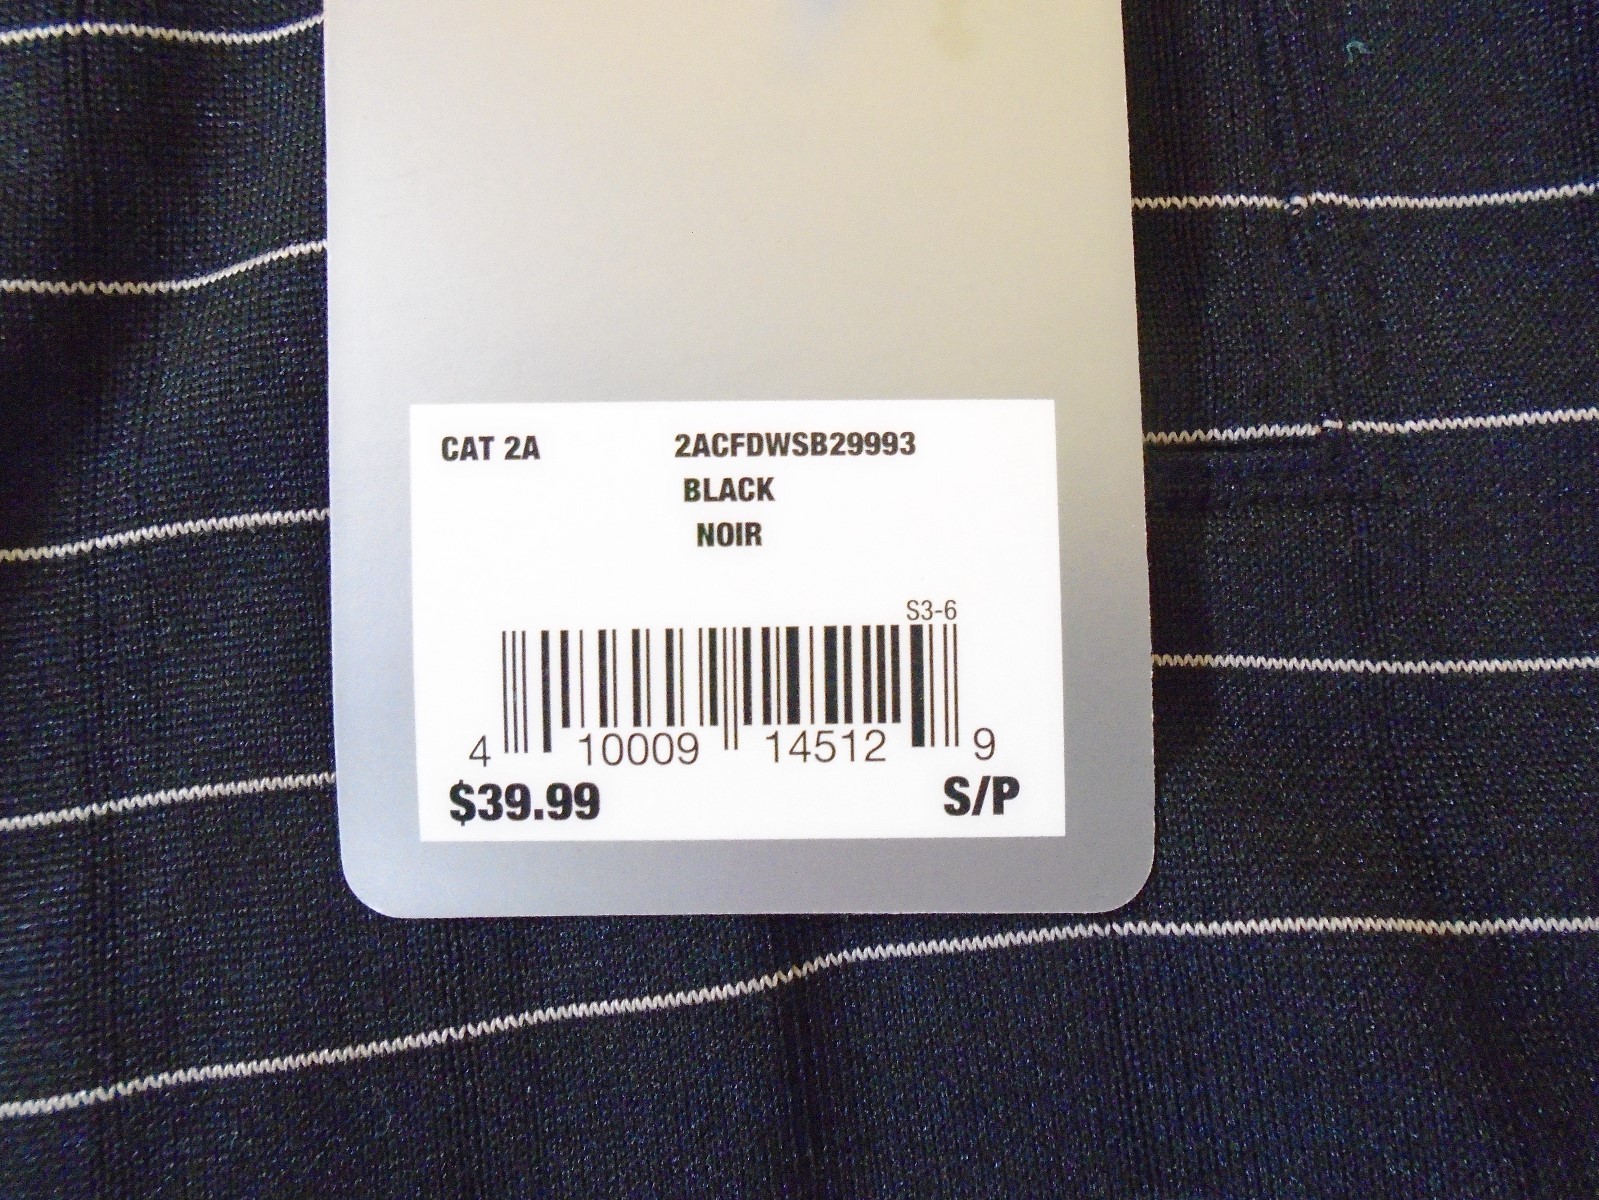 CAT 2A 2ACFDWSB29993
BLACK
NOIR
S3-6
4 10009 14512 9
$39.99 S/P